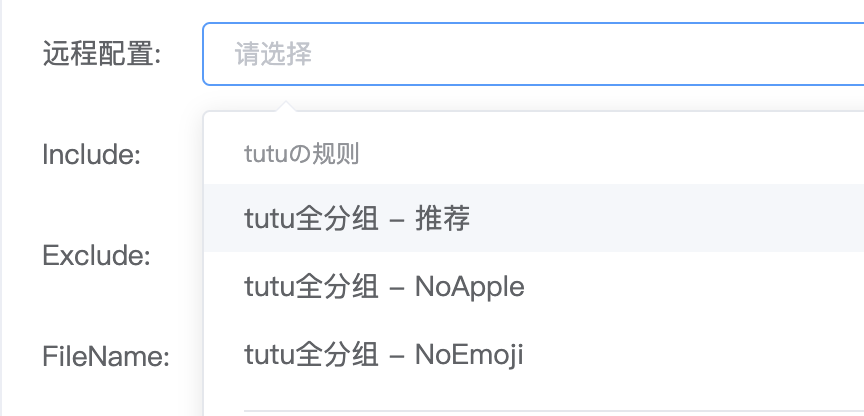 远程配置: 请选择
Include: tutuの规则
tutu全分组 – 推荐
Exclude:
tutu全分组 – NoApple
FileName: tutu全分组 – NoEmoji